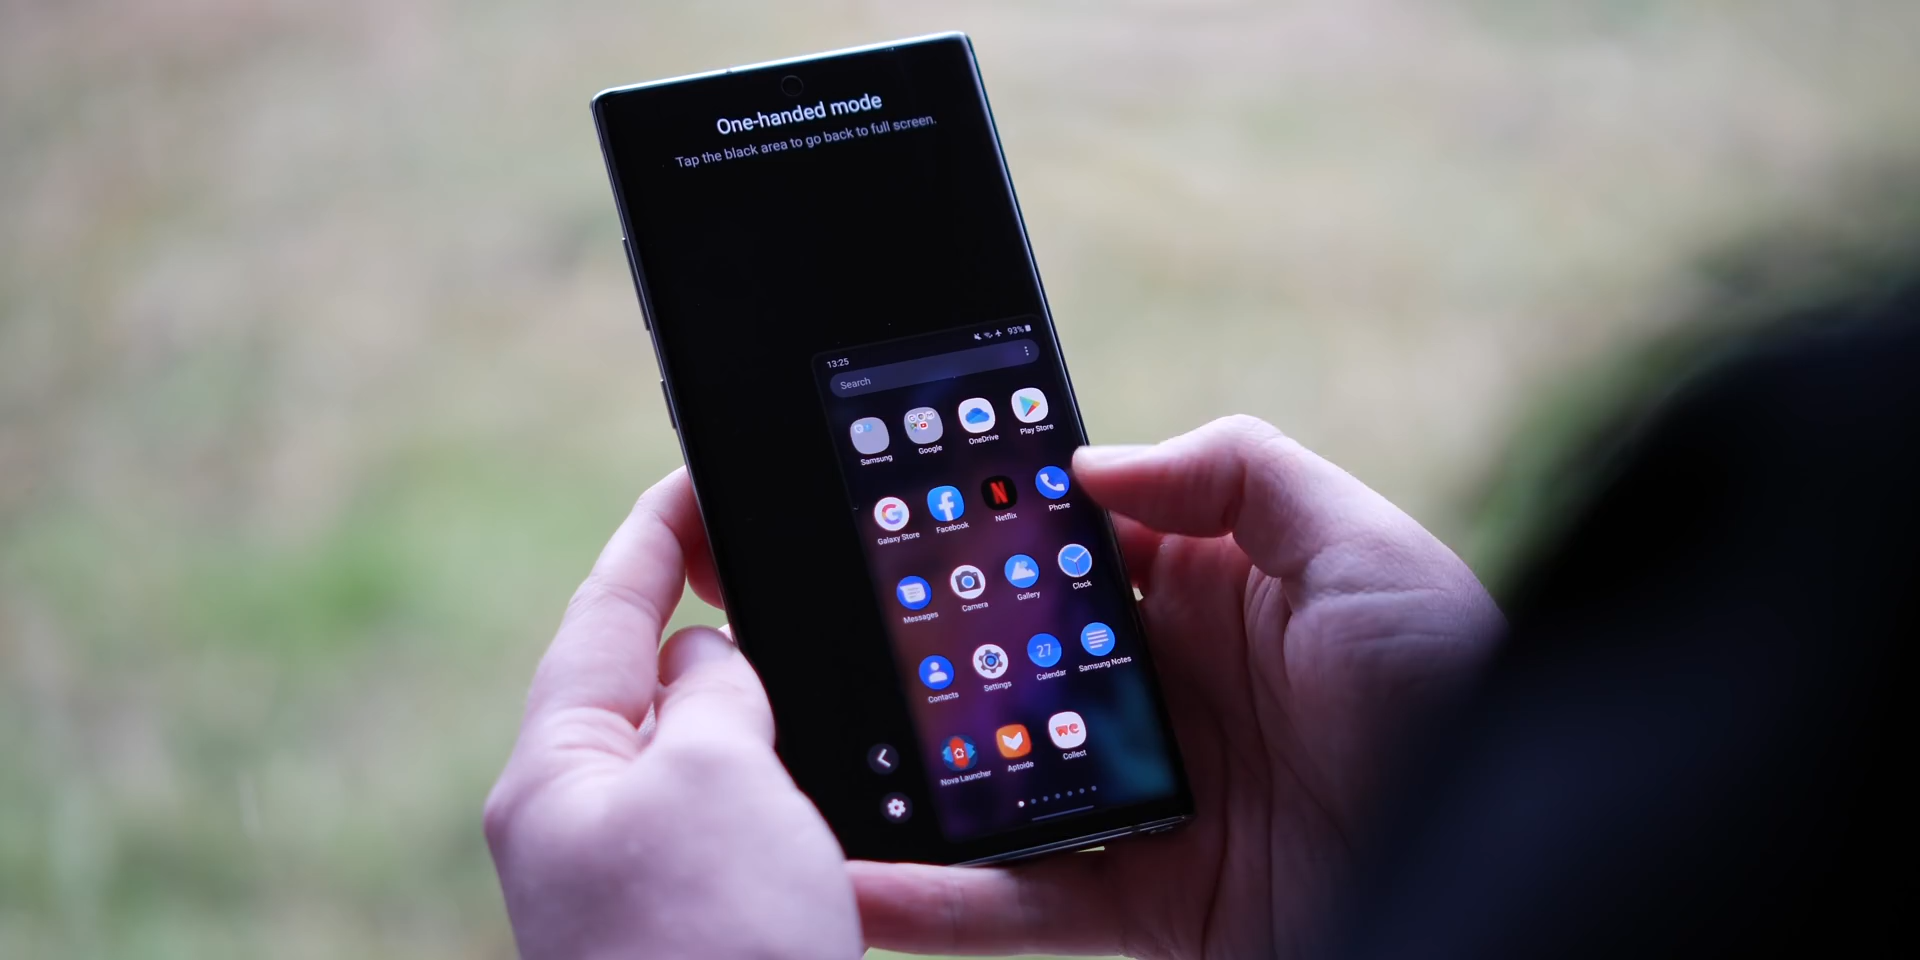 One-handed mode
Tap the black area to go back to full screen.
13:25 93%
Search
Samsung Google OneDrive Play Store
Galaxy Store Facebook Netflix Phone
Messages Camera Gallery Clock
27
Contacts Settings Calendar Samsung Notes
we
Nova Launcher Aptoide Collect